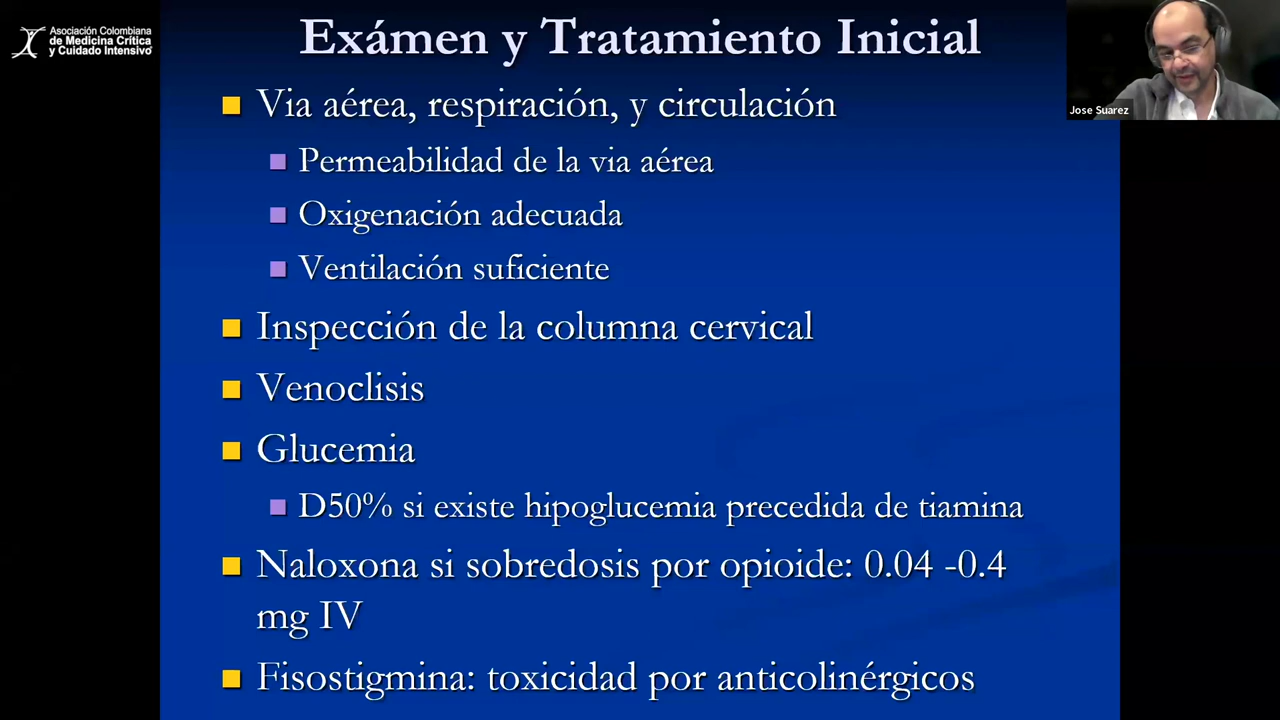 Asociación Colombiana
de Medicina Crítica
y Cuidado Intensivo
Exámen y Tratamiento Inicial
Jose Suarez
Via aérea, respiración, y circulación
Permeabilidad de la via aérea
Oxigenación adecuada
Ventilación suficiente
Inspección de la columna cervical
Venoclisis
Glucemia
D50% si existe hipoglucemia precedida de tiamina
Naloxona si sobredosis por opioide: 0.04 -0.4
mg IV
Fisostigmina: toxicidad por anticolinérgicos